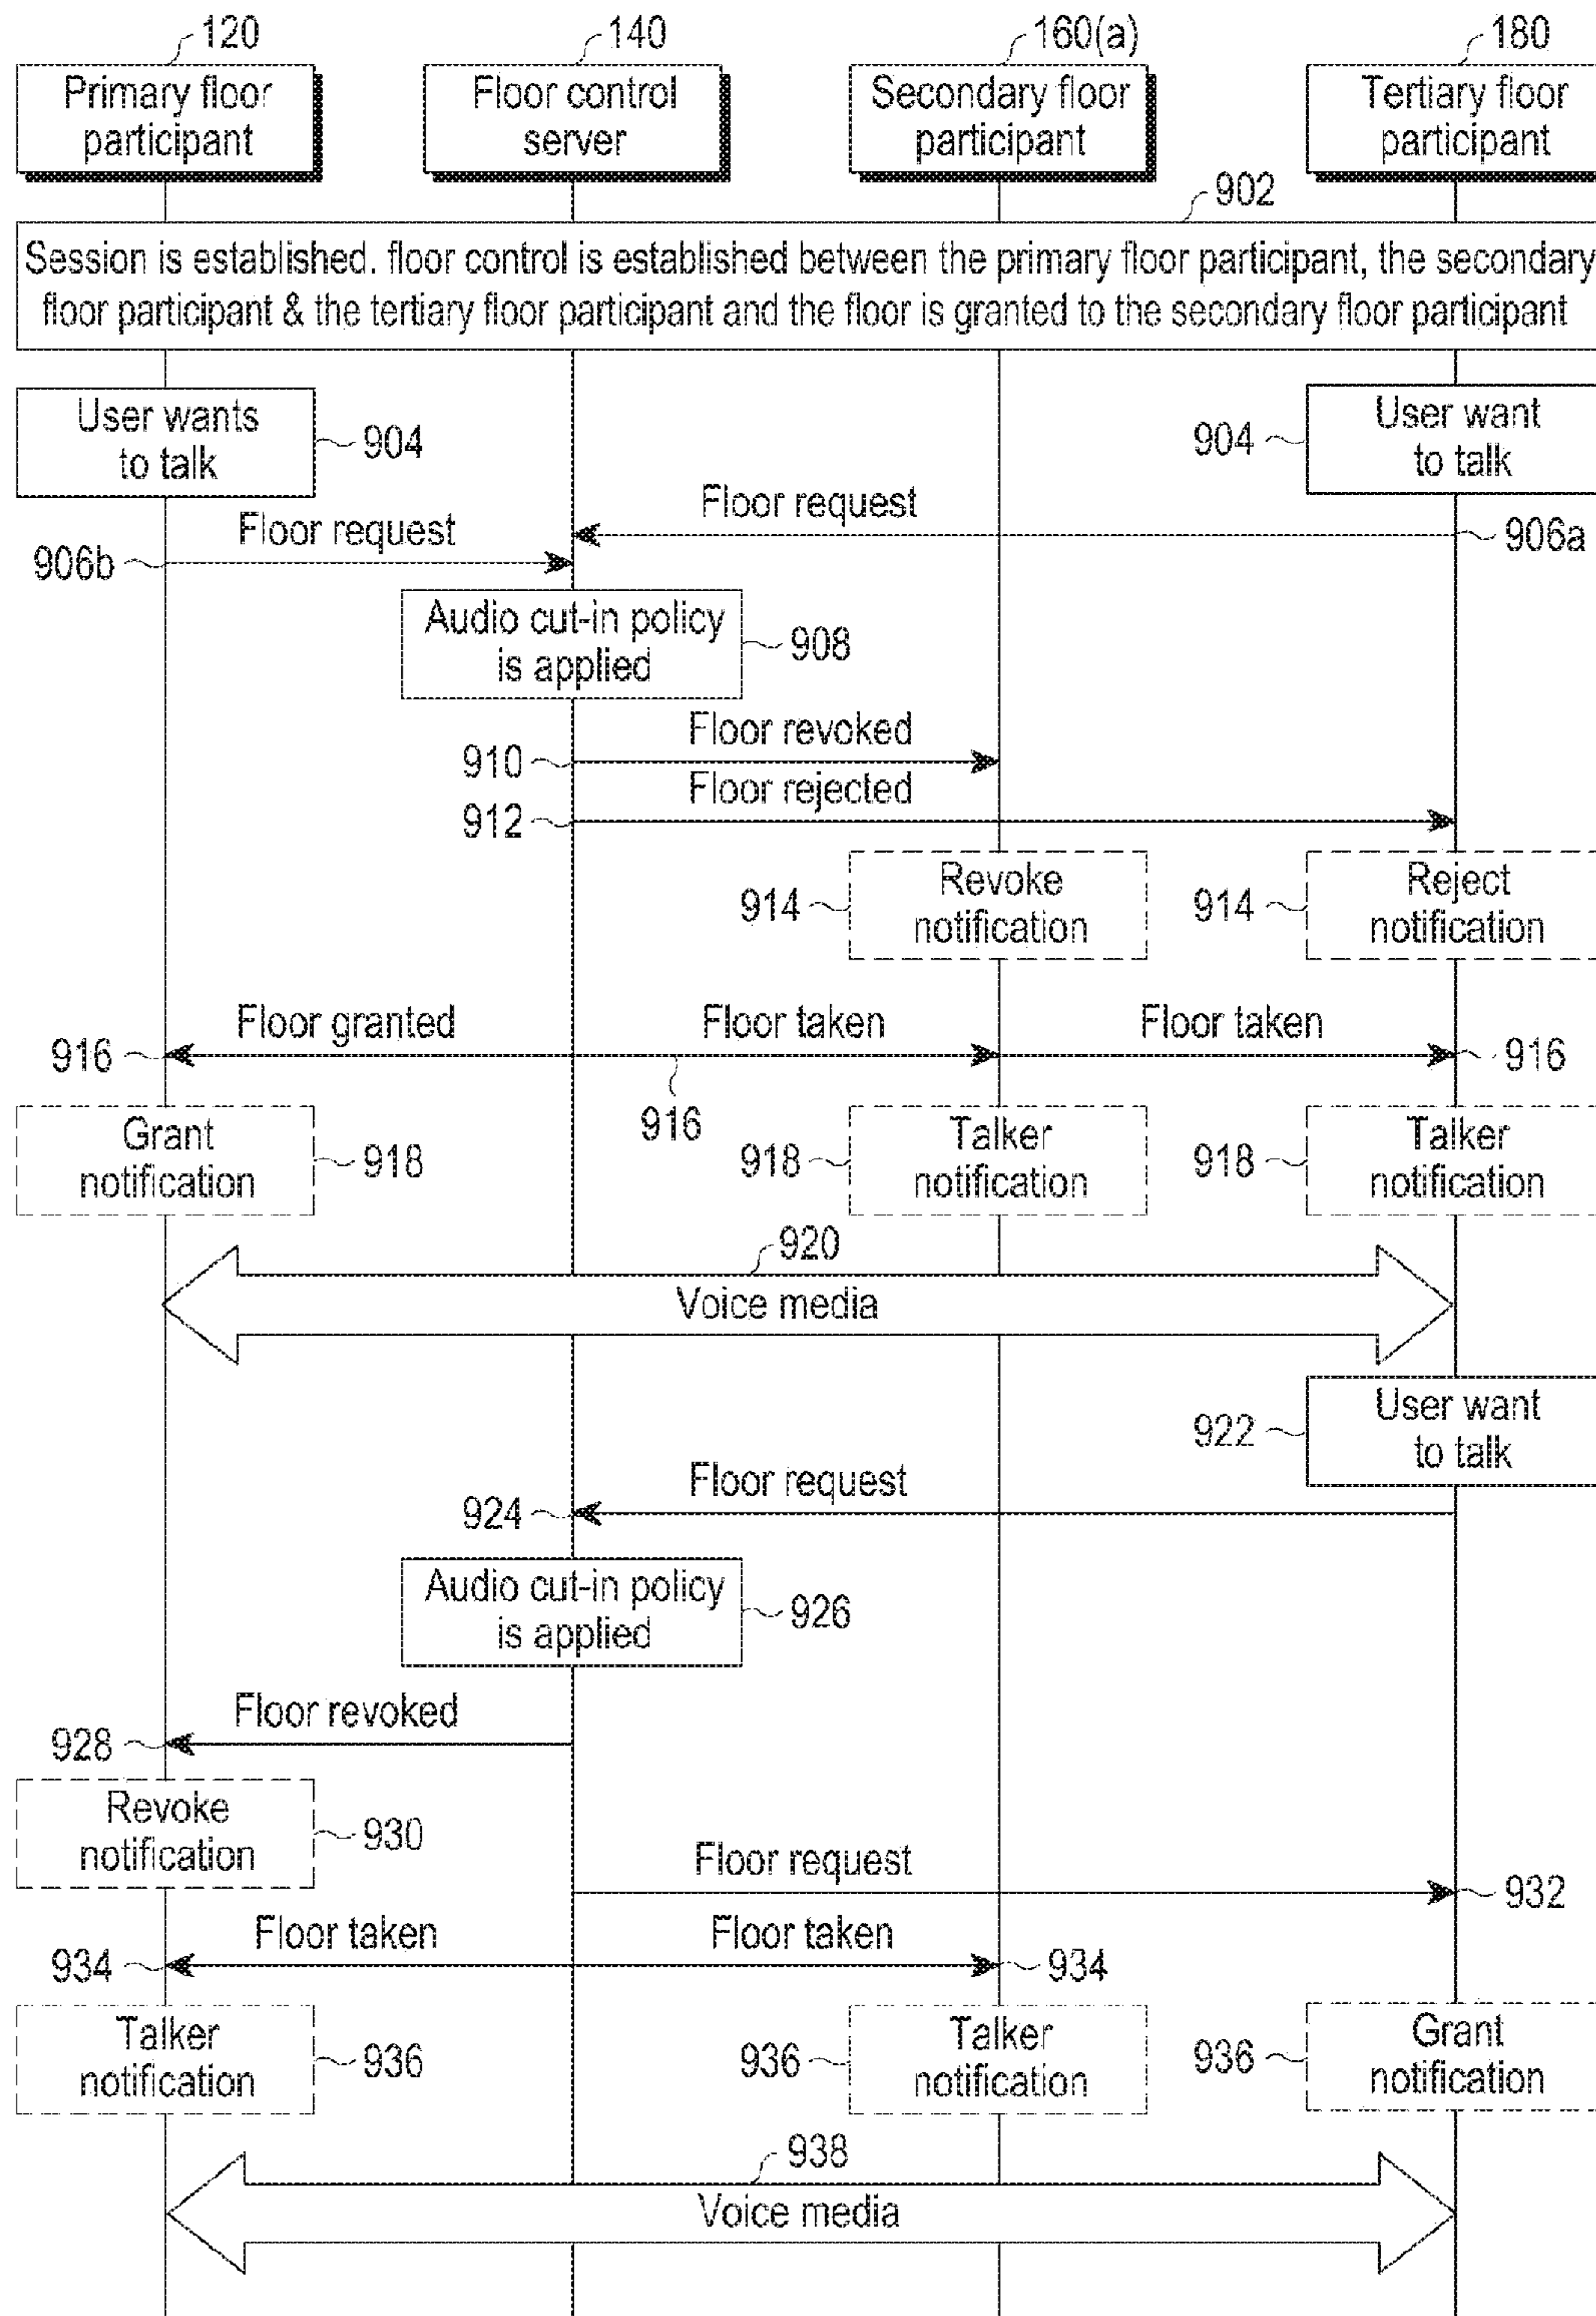 120
140
160(a)
180
Primary floor
participant
Floor control
server
Secondary floor
participant
Tertiary floor
participant
902
Session is established. floor control is established between the primary floor participant, the secondary
floor participant & the tertiary floor participant and the floor is granted to the secondary floor participant
User wants
to talk
904
904
User want
to talk
Floor request
Floor request
906b
906a
Audio cut-in policy
is applied
908
Floor revoked
910
Floor rejected
912
914
Revoke
notification
914
Reject
notification
Floor granted
Floor taken
Floor taken
916
916
916
Grant
notification
918
918
Talker
notification
918
Talker
notification
920
Voice media
922
User want
to talk
Floor request
924
Audio cut-in policy
is applied
926
Floor revoked
928
Revoke
notification
930
Floor request
932
Floor taken
Floor taken
934
934
Talker
notification
936
936
Talker
notification
936
Grant
notification
938
Voice media